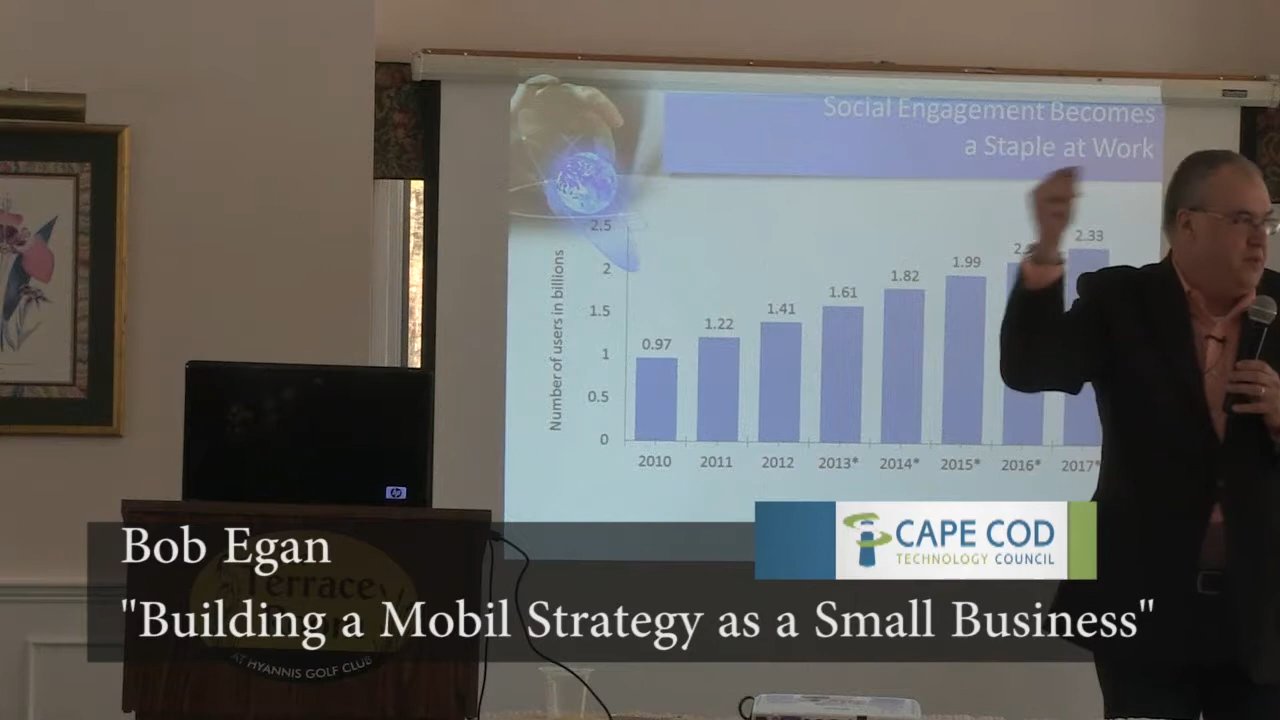 Social Engagement Becomes
a Staple at Work
Number of users in billions
2.5
2
1.5
1
0.5
0
0.97
1.22
1.41
1.61
1.82
1.99
2.33
2010
2011
2012
2013*
2014*
2015*
2016*
2017*
hp
CAPE COD
TECHNOLOGY COUNCIL
Bob Egan
"Building a Mobil Strategy as a Small Business"
Terrace
AT HYANNIS GOLF CLUB